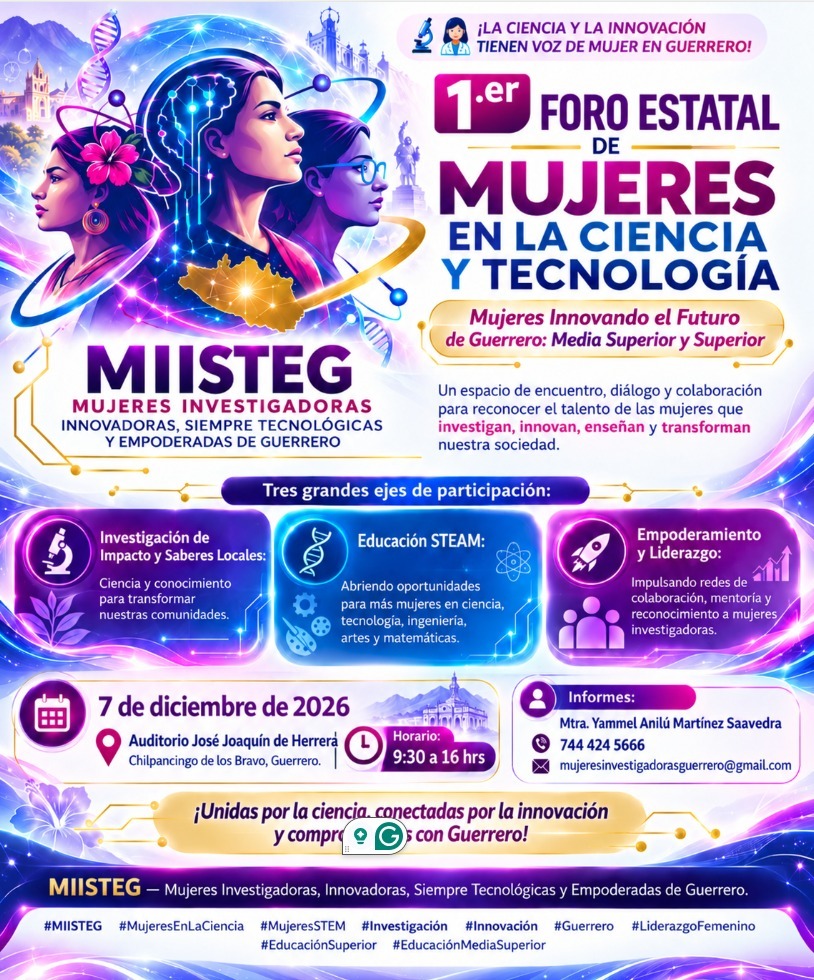 ¡LA CIENCIA Y LA INNOVACIÓN
TIENEN VOZ DE MUJER EN GUERRERO!
1.er FORO ESTATAL
DE
MUJERES
EN LA CIENCIA
Y TECNOLOGÍA
Mujeres Innovando el Futuro
de Guerrero: Media Superior y Superior
MIISTEG
MUJERES INVESTIGADORAS
INNOVADORAS, SIEMPRE TECNOLÓGICAS
Y EMPODERADAS DE GUERRERO
Un espacio de encuentro, diálogo y colaboración
para reconocer el talento de las mujeres que
investigan, innovan, enseñan y transforman
nuestra sociedad.
Tres grandes ejes de participación:
Investigación de
Impacto y Saberes Locales:
Ciencia y conocimiento
para transformar
nuestras comunidades.
Educación STEAM:
Abriendo oportunidades
para más mujeres en ciencia,
tecnología, ingeniería,
artes y matemáticas.
Empoderamiento
y Liderazgo:
Impulsando redes de
colaboración, mentoría y
reconocimiento a mujeres
investigadoras.
7 de diciembre de 2026
Auditorio José Joaquín de Herrera
Chilpancingo de los Bravo, Guerrero.
Horario:
9:30 a 16 hrs
Informes:
Mtra. Yammel Anilú Martínez Saavedra
744 424 5666
mujeresinvestigadorasguerrero@gmail.com
¡Unidas por la ciencia, conectadas por la innovación
y con Guerrero!
MIISTEG — Mujeres Investigadoras, Innovadoras, Siempre Tecnológicas y Empoderadas de Guerrero.
#MIISTEG #MujeresEnLaCiencia #MujeresSTEM #Investigación #Innovación #Guerrero #LiderazgoFemenino
#EducaciónSuperior #EducaciónMediaSuperior